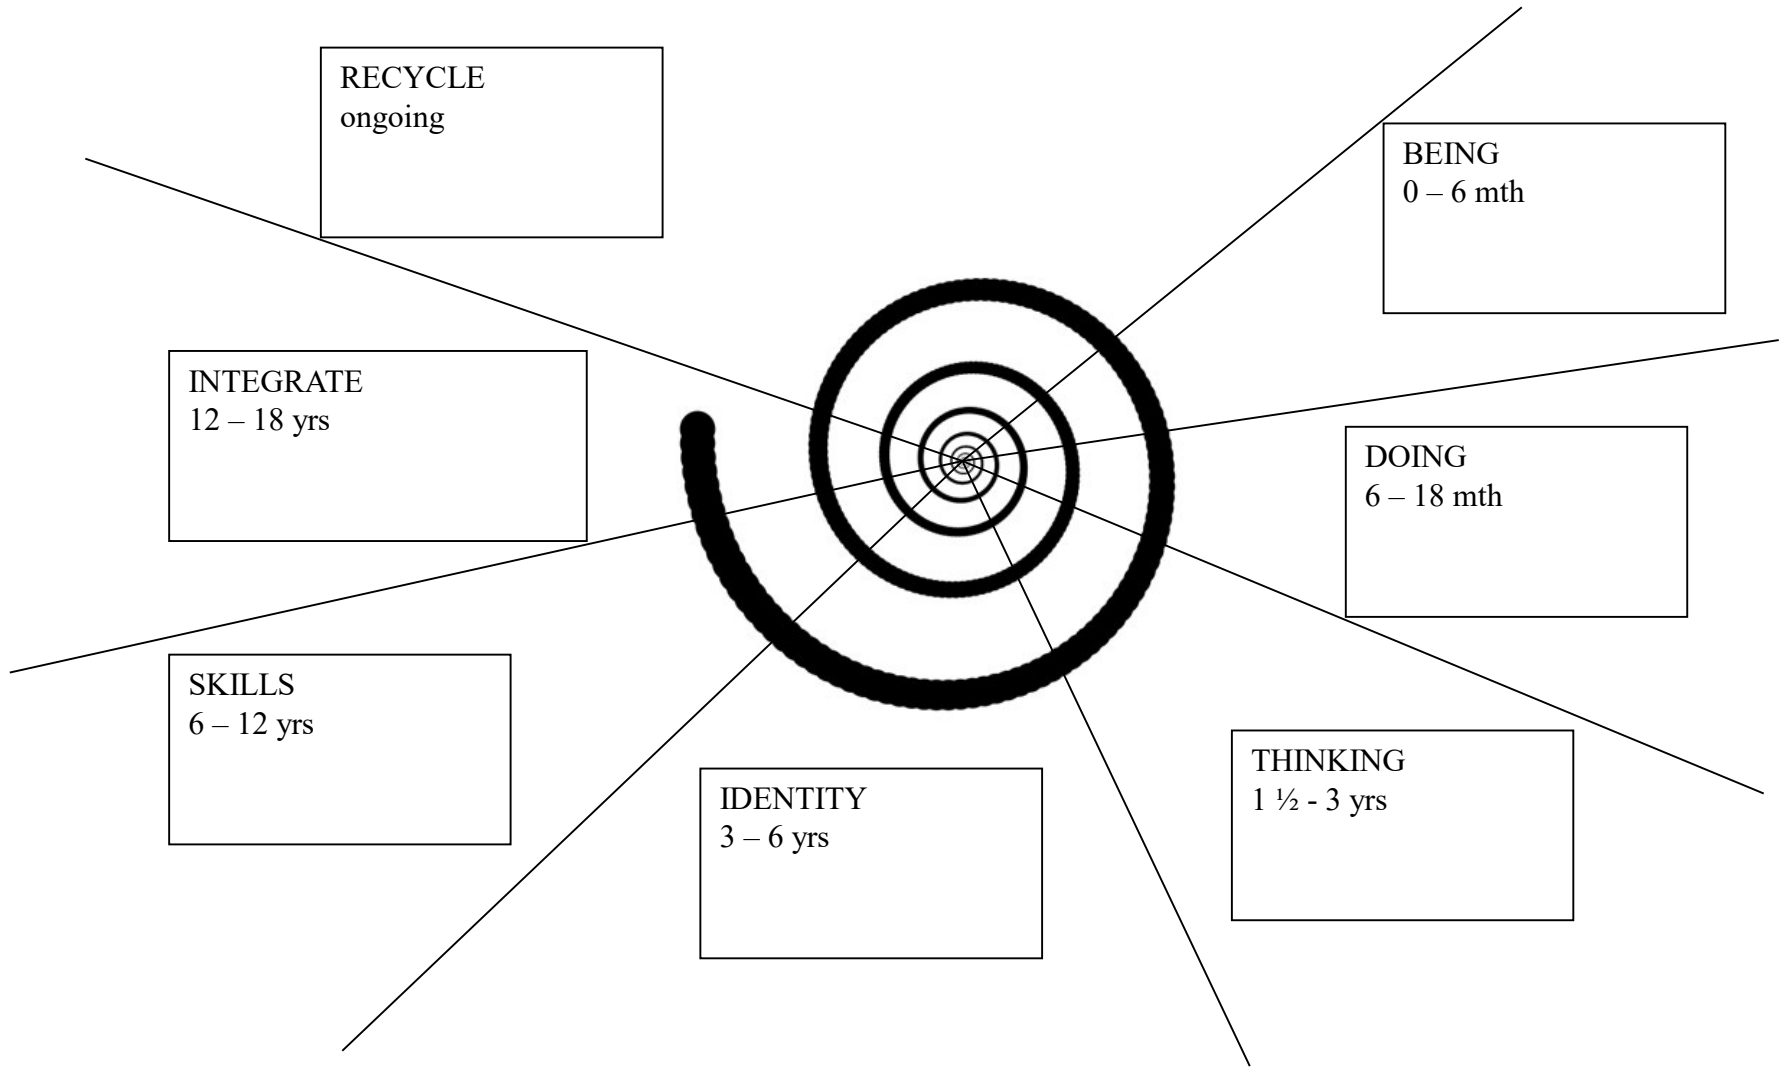 RECYCLE
ongoing
BEING
0 – 6 mth
INTEGRATE
12 – 18 yrs
DOING
6 – 18 mth
SKILLS
6 – 12 yrs
THINKING
1 ½ - 3 yrs
IDENTITY
3 – 6 yrs